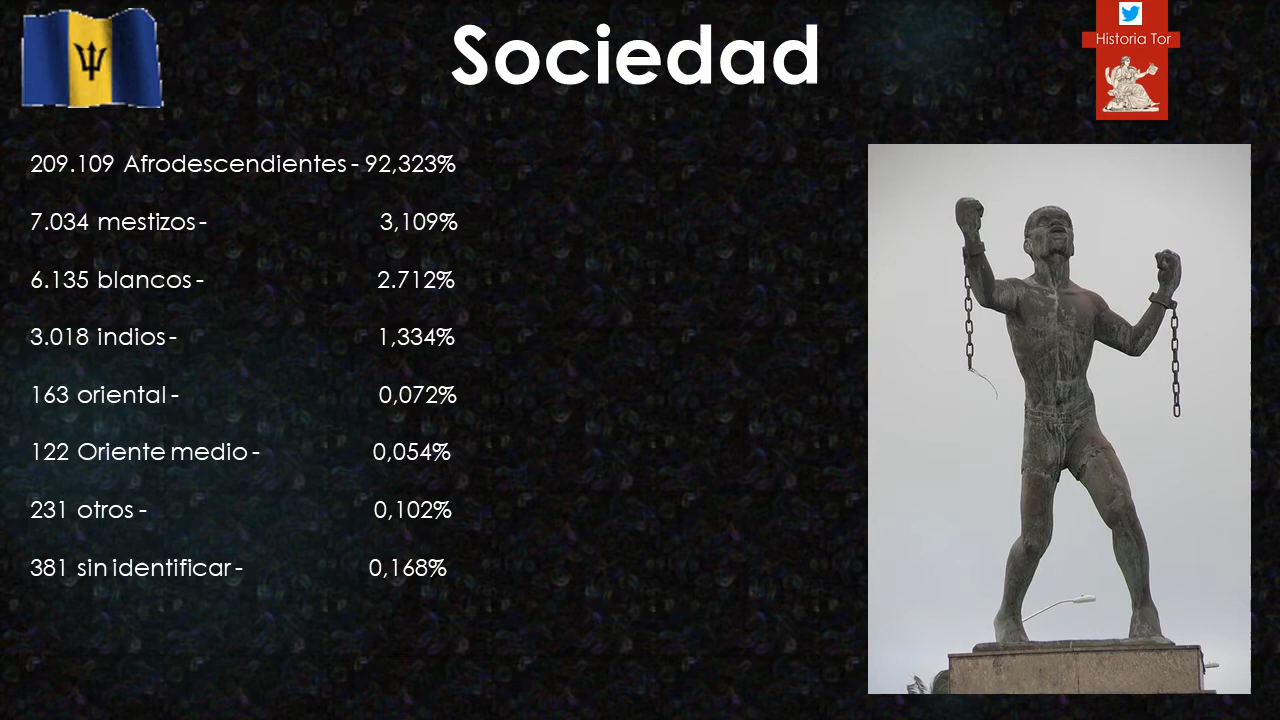 Sociedad
Historia Tor
209.109 Afrodescendientes - 92,323%
7.034 mestizos - 3,109%
6.135 blancos - 2.712%
3.018 indios - 1,334%
163 oriental - 0,072%
122 Oriente medio - 0,054%
231 otros - 0,102%
381 sin identificar - 0,168%